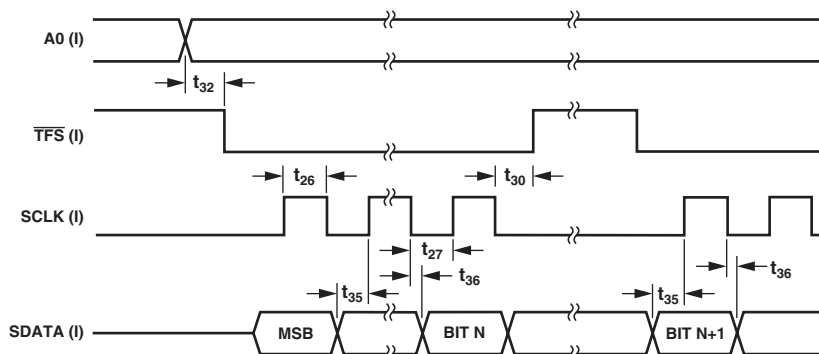 A0 (I)
t32
TFS (I)
t26
t30
SCLK (I)
t27
t36
t36
t35
t35
SDATA (I)
MSB
BIT N
BIT N+1